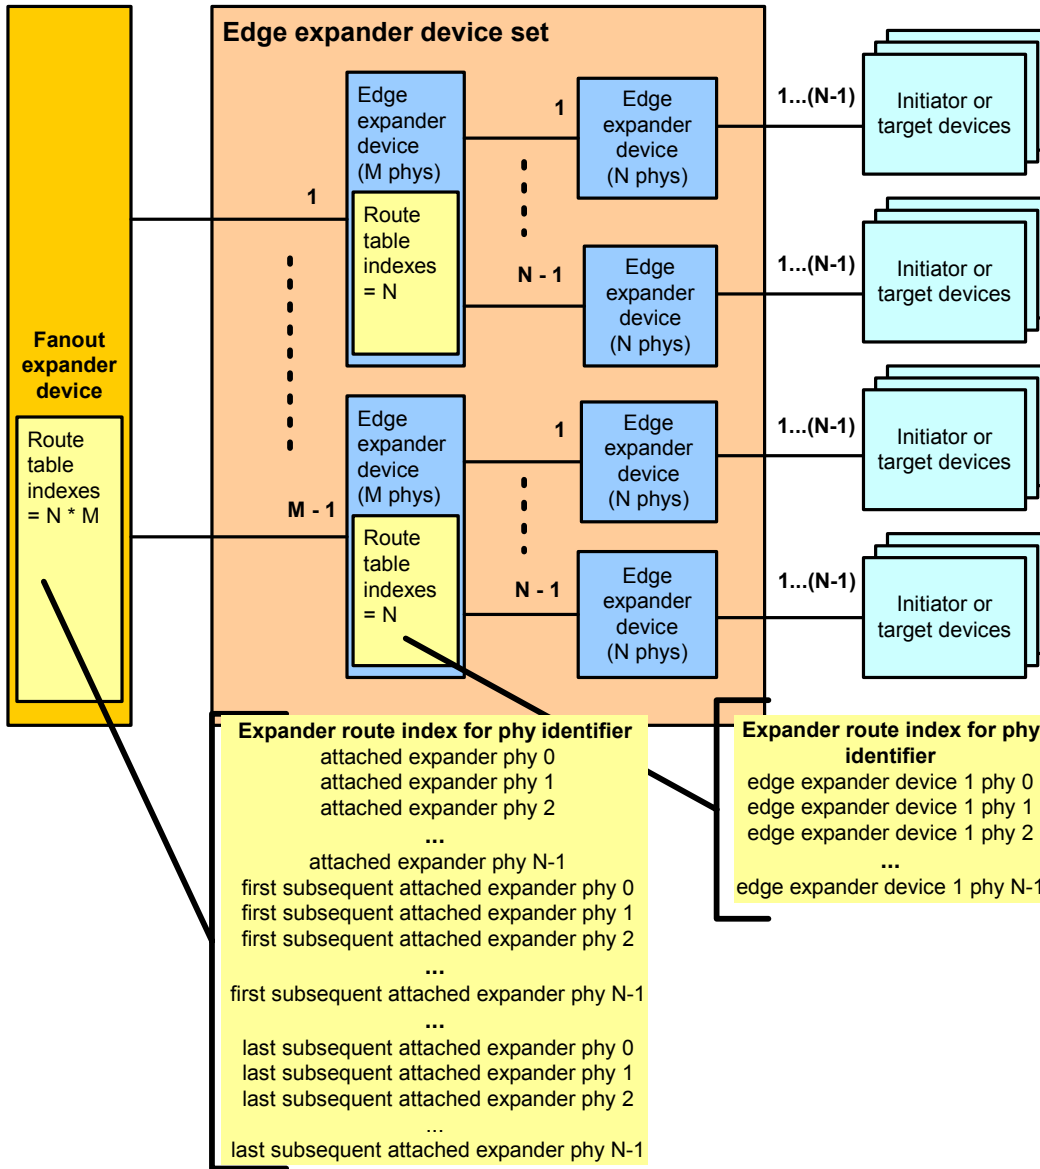 Edge expander device set
Fanout
expander
device
Route
table
indexes
= N * M
1
M - 1
Edge
expander
device
(M phys)
Route
table
indexes
= N
1
N - 1
Edge
expander
device
(N phys)
1...(N-1)
Initiator or
target devices
Edge
expander
device
(N phys)
1...(N-1)
Initiator or
target devices
Edge
expander
device
(M phys)
Route
table
indexes
= N
1
N - 1
Edge
expander
device
(N phys)
1...(N-1)
Initiator or
target devices
Edge
expander
device
(N phys)
1...(N-1)
Initiator or
target devices
Expander route index for phy identifier
attached expander phy 0
attached expander phy 1
attached expander phy 2
...
attached expander phy N-1
first subsequent attached expander phy 0
first subsequent attached expander phy 1
first subsequent attached expander phy 2
...
first subsequent attached expander phy N-1
...
last subsequent attached expander phy 0
last subsequent attached expander phy 1
last subsequent attached expander phy 2
...
last subsequent attached expander phy N-1
Expander route index for phy
identifier
edge expander device 1 phy 0
edge expander device 1 phy 1
edge expander device 1 phy 2
...
edge expander device 1 phy N-1